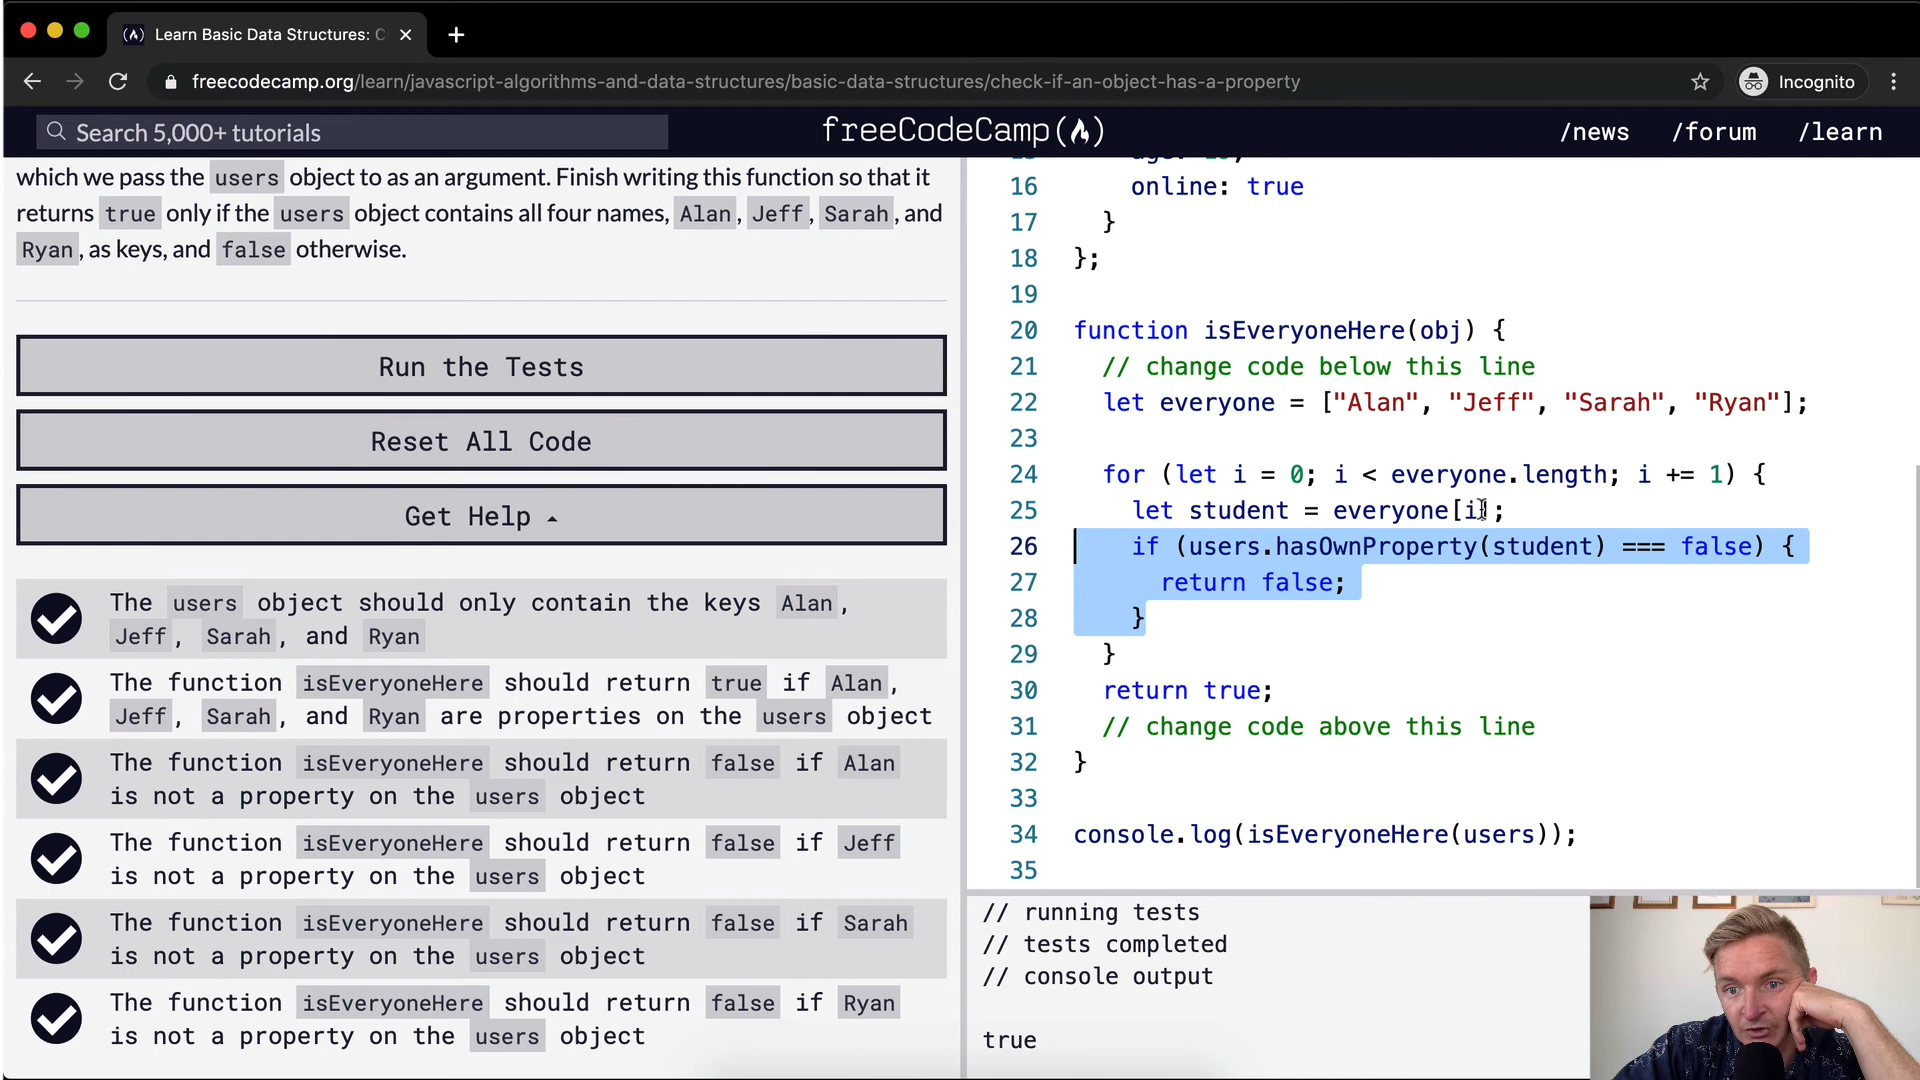 Learn Basic Data Structures: C
freecodecamp.org/learn/javascript-algorithms-and-data-structures/basic-data-structures/check-if-an-object-has-a-property
Incognito
Search 5,000+ tutorials
freeCodeCamp
/news /forum /learn
which we pass the users object to as an argument. Finish writing this function so that it
returns true only if the users object contains all four names, Alan, Jeff, Sarah, and
Ryan, as keys, and false otherwise.
Run the Tests
Reset All Code
Get Help
The users object should only contain the keys Alan,
Jeff, Sarah, and Ryan
The function isEveryoneHere should return true if Alan,
Jeff, Sarah, and Ryan are properties on the users object
The function isEveryoneHere should return false if Alan
is not a property on the users object
The function isEveryoneHere should return false if Jeff
is not a property on the users object
The function isEveryoneHere should return false if Sarah
is not a property on the users object
The function isEveryoneHere should return false if Ryan
is not a property on the users object
16 online: true
17 }
18 };
19
20 function isEveryoneHere(obj) {
21 // change code below this line
22 let everyone = ["Alan", "Jeff", "Sarah", "Ryan"];
23
24 for (let i = 0; i < everyone.length; i += 1) {
25 let student = everyone[i];
26 if (users.hasOwnProperty(student) === false) {
27 return false;
28 }
29 }
30 return true;
31 // change code above this line
32 }
33
34 console.log(isEveryoneHere(users));
35
// running tests
// tests completed
// console output
true